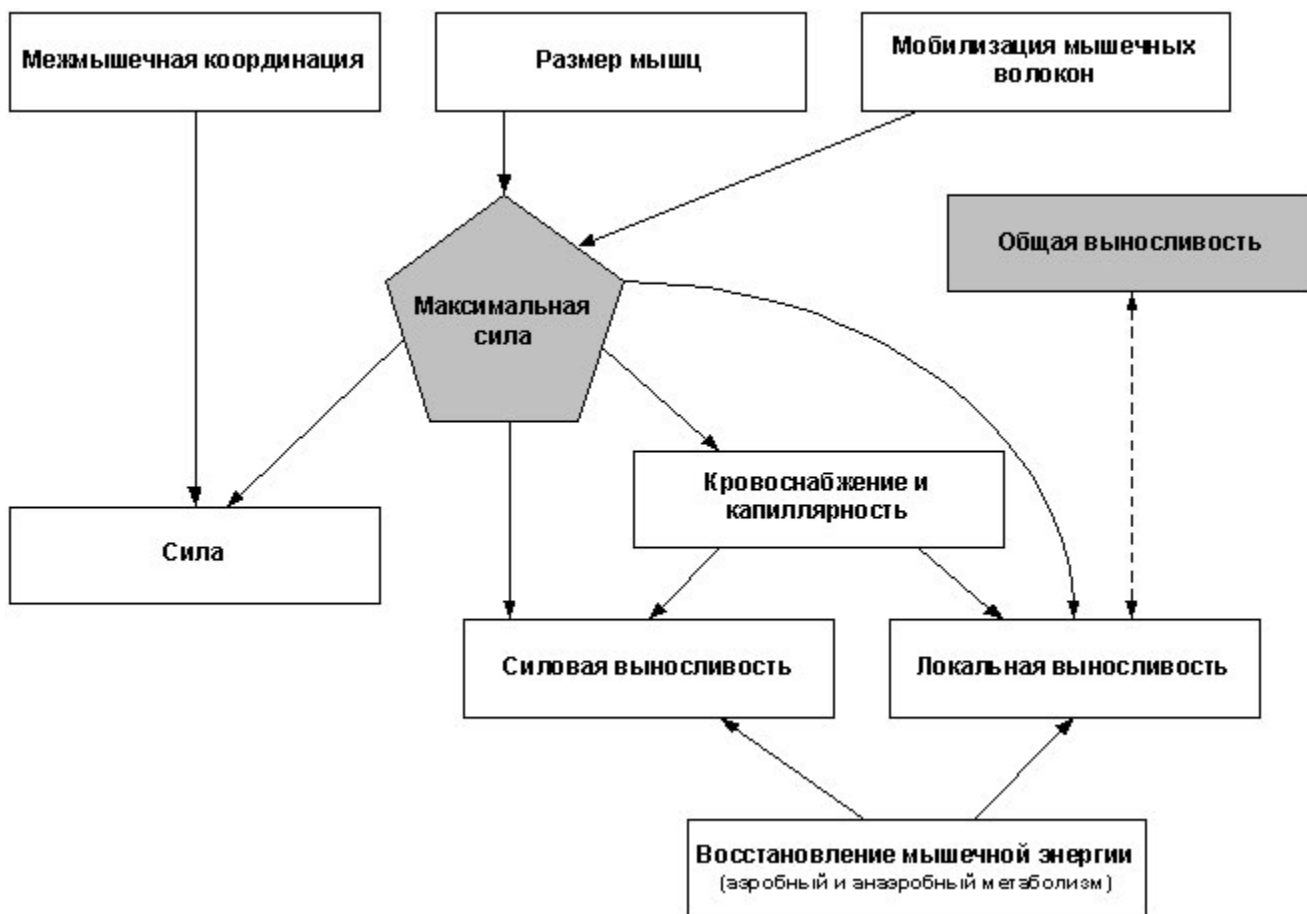 Межмышечная координация
Размер мышц
Мобилизация мышечных
волокон
Общая выносливость
Максимальная
сила
Кровоснабжение и
капиллярность
Сила
Силовая выносливость
Локальная выносливость
Восстановление мышечной энергии
(аэробный и анаэробный метаболизм)